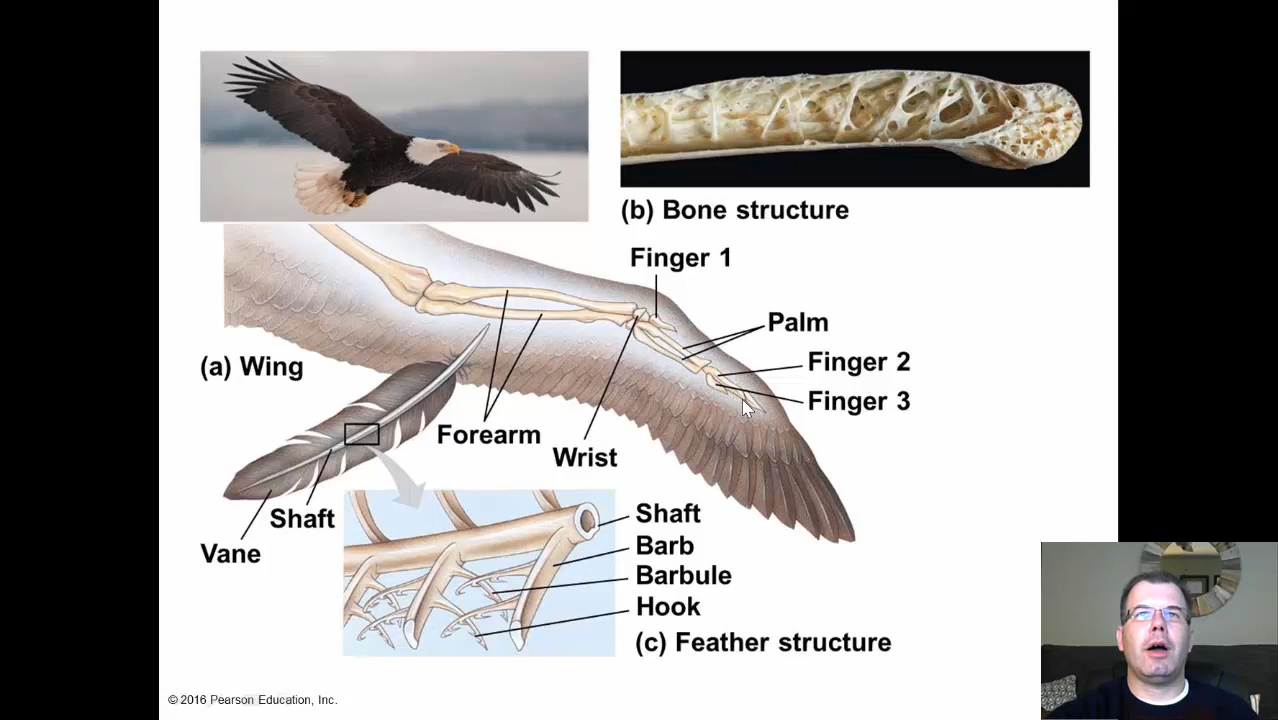 (b) Bone structure
Finger 1
Palm
Finger 2
Finger 3
(a) Wing
Forearm
Wrist
Shaft
Vane
Shaft
Barb
Barbule
Hook
(c) Feather structure
© 2016 Pearson Education, Inc.